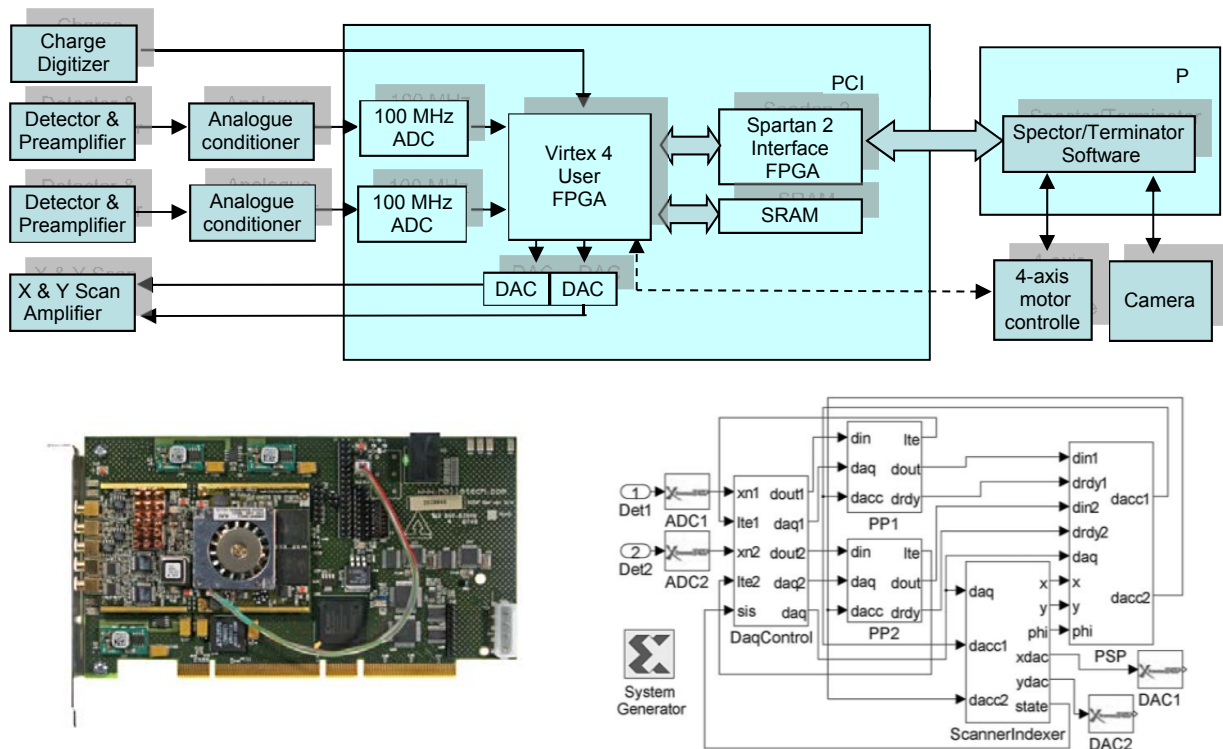 Charge
Digitizer
Detector &
Preamplifier
Analogue
conditioner
100 MHz
ADC
Detector &
Preamplifier
Analogue
conditioner
100 MHz
ADC
X & Y Scan
Amplifier
Virtex 4
User
FPGA
DAC
DAC
PCI
Spartan 2
Interface
FPGA
SRAM
P
Spector/Terminator
Software
4-axis
motor
controlle
Camera
1
Det1
ADC1
2
Det2
ADC2
xn1
lte1
xn2
lte2
sis
dout1
daq1
dout2
daq2
daq
DaqControl
din
daq
dacc
lte
dout
drdy
PP1
din
daq
dacc
lte
dout
drdy
PP2
din1
drdy1
din2
drdy2
daq
x
y
phi
dacc1
dacc2
PSP
daq
dacc1
dacc2
x
y
phi
xdac
ydac
state
ScannerIndexer
DAC1
DAC2
System
Generator